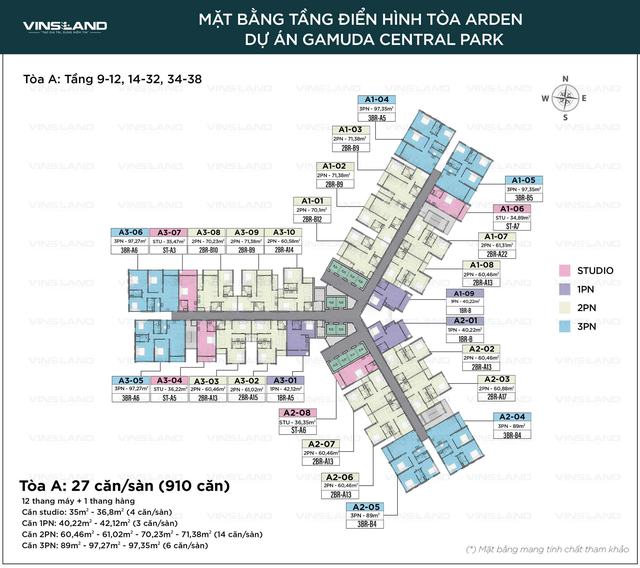 VINSLAND
"TẠO GIÁ TRỊ, DỰNG NIỀM TIN"
MẶT BẰNG TẦNG ĐIỂN HÌNH TÒA ARDEN
DỰ ÁN GAMUDA CENTRAL PARK
Tòa A: Tầng 9-12, 14-32, 34-38
N
W
E
S
A1-04
3PN - 97,35m²
3BR-A5
A1-03
2PN - 71,38m²
2BR-B9
A1-02
2PN - 71,38m²
2BR-B9
A1-01
2PN - 70,1m²
2BR-B12
A1-05
3PN - 97,35m²
3BR-B5
A1-06
STU - 34,89m²
ST-A7
A1-07
2PN - 61,31m²
2BR-A22
A1-08
2PN - 60,46m²
2BR-A13
A1-09
1PN - 40,22m²
1BR-B
A2-01
1PN - 40,22m²
1BR-B
A2-02
2PN - 60,46m²
2BR-A13
A2-03
2PN - 60,88m²
2BR-A17
A2-04
3PN - 89m²
3BR-B4
A3-06
3PN - 97,27m²
3BR-A6
A3-07
STU - 35,47m²
ST-A3
A3-08
2PN - 70,23m²
2BR-B10
A3-09
2PN - 71,38m²
2BR-B9
A3-10
2PN - 60,58m²
2BR-A14
A3-05
3PN - 97,27m²
3BR-A6
A3-04
STU - 36,22m²
ST-A5
A3-03
2PN - 60,46m²
2BR-A13
A3-02
2PN - 61,02m²
2BR-A15
A3-01
1PN - 42,12m²
1BR-A5
A2-08
STU - 36,35m²
ST-A6
A2-07
2PN - 60,46m²
2BR-A13
A2-06
2PN - 60,46m²
2BR-A13
A2-05
3PN - 89m²
3BR-B4
STUDIO
1PN
2PN
3PN
Tòa A: 27 căn/sàn (910 căn)
12 thang máy + 1 thang hàng
Căn studio: 35m² - 36,8m² (4 căn/sàn)
Căn 1PN: 40,22m² - 42,12m² (3 căn/sàn)
Căn 2PN: 60,46m² - 61,02m² - 70,23m² - 71,38m² (14 căn/sàn)
Căn 3PN: 89m² - 97,27m² - 97,35m² (6 căn/sàn)
(*) Mặt bằng mang tính chất tham khảo